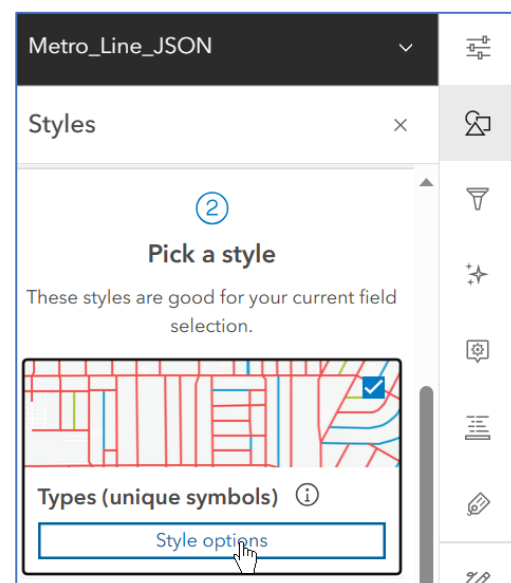 Metro_Line_JSON
Styles
2
Pick a style
These styles are good for your current field
selection.
Types (unique symbols)
Style options